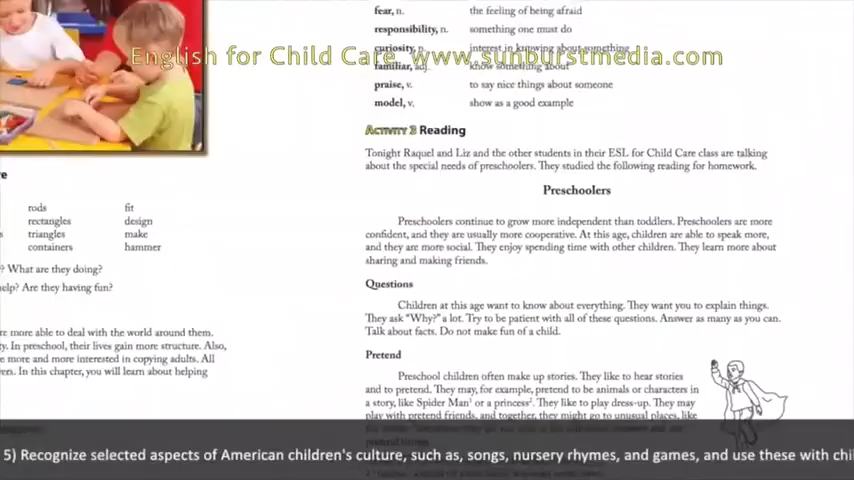 fear, n. the feeling of being afraid
responsibility, n. something one must do
curiosity, n. interest in knowing about something
English for Child Care www.sunburstmedia.com
familiar, adj. know something about
praise, v. to say nice things about someone
model, v. show as a good example
ACTIVITY 3 Reading
Tonight Raquel and Liz and the other students in their ESL for Child Care class are talking
about the special needs of preschoolers. They studied the following reading for homework.
Preschoolers
Preschoolers continue to grow more independent than toddlers. Preschoolers are more
confident, and they are usually more cooperative. At this age, children are able to speak more,
and they are more social. They enjoy spending time with other children. They learn more about
sharing and making friends.
Questions
Children at this age want to know about everything. They want you to explain things.
They ask "Why?" a lot. Try to be patient with all of these questions. Answer as many as you can.
Talk about facts. Do not make fun of a child.
Pretend
Preschool children often make up stories. They like to hear stories
and to pretend. They may, for example, pretend to be animals or characters in
a story, like Spider Man¹ or a princess². They like to play dress-up. They may
play with pretend friends, and together, they might go to unusual places, like
rods fit
rectangles design
triangles make
containers hammer
? What are they doing?
help? Are they having fun?
re more able to deal with the world around them.
ty. In preschool, their lives gain more structure. Also,
e more and more interested in copying adults. All
ers. In this chapter, you will learn about helping
5) Recognize selected aspects of American children's culture, such as, songs, nursery rhymes, and games, and use these with chil